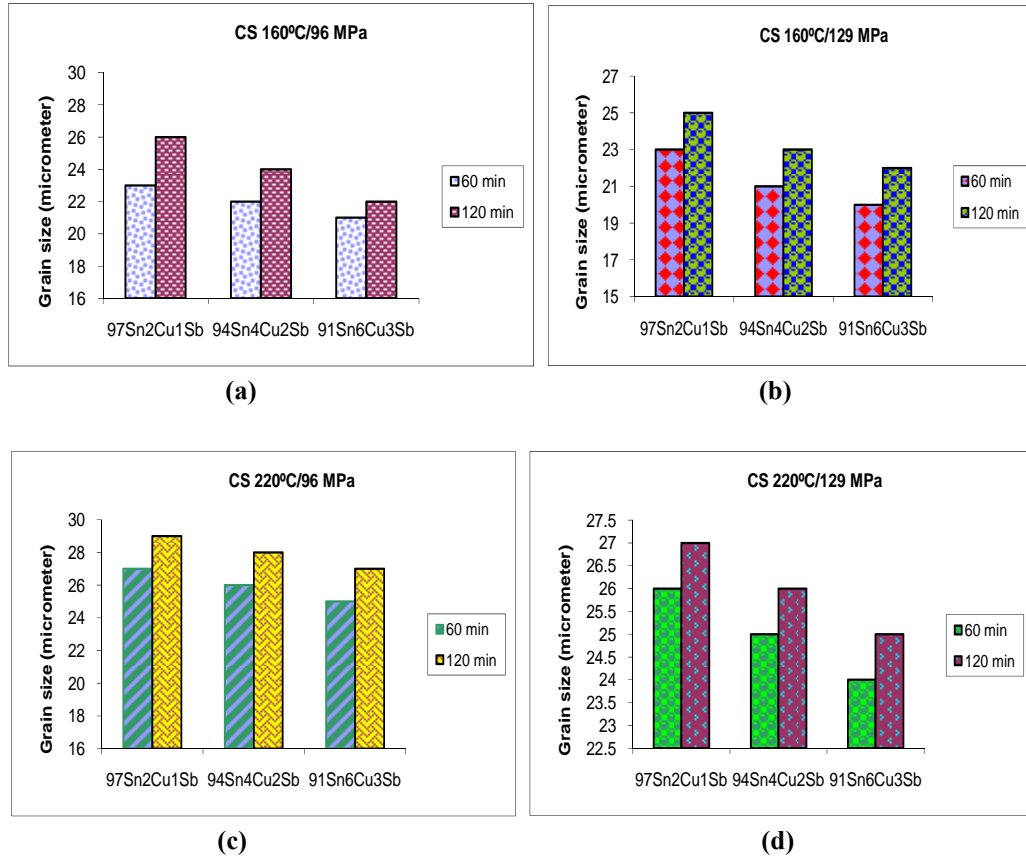 CS 160ºC/96 MPa
30
28
26
24
22
20
18
16
Grain size (micrometer)
97Sn2Cu1Sb 94Sn4Cu2Sb 91Sn6Cu3Sb
60 min
120 min
(a)
CS 160ºC/129 MPa
27
25
23
21
19
17
15
Grain size (micrometer)
97Sn2Cu1Sb 94Sn4Cu2Sb 91Sn6Cu3Sb
60 min
120 min
(b)
CS 220ºC/96 MPa
30
28
26
24
22
20
18
16
Grain size (micrometer)
97Sn2Cu1Sb 94Sn4Cu2Sb 91Sn6Cu3Sb
60 min
120 min
(c)
CS 220ºC/129 MPa
27.5
27
26.5
26
25.5
25
24.5
24
23.5
23
22.5
Grain size (micrometer)
97Sn2Cu1Sb 94Sn4Cu2Sb 91Sn6Cu3Sb
60 min
120 min
(d)